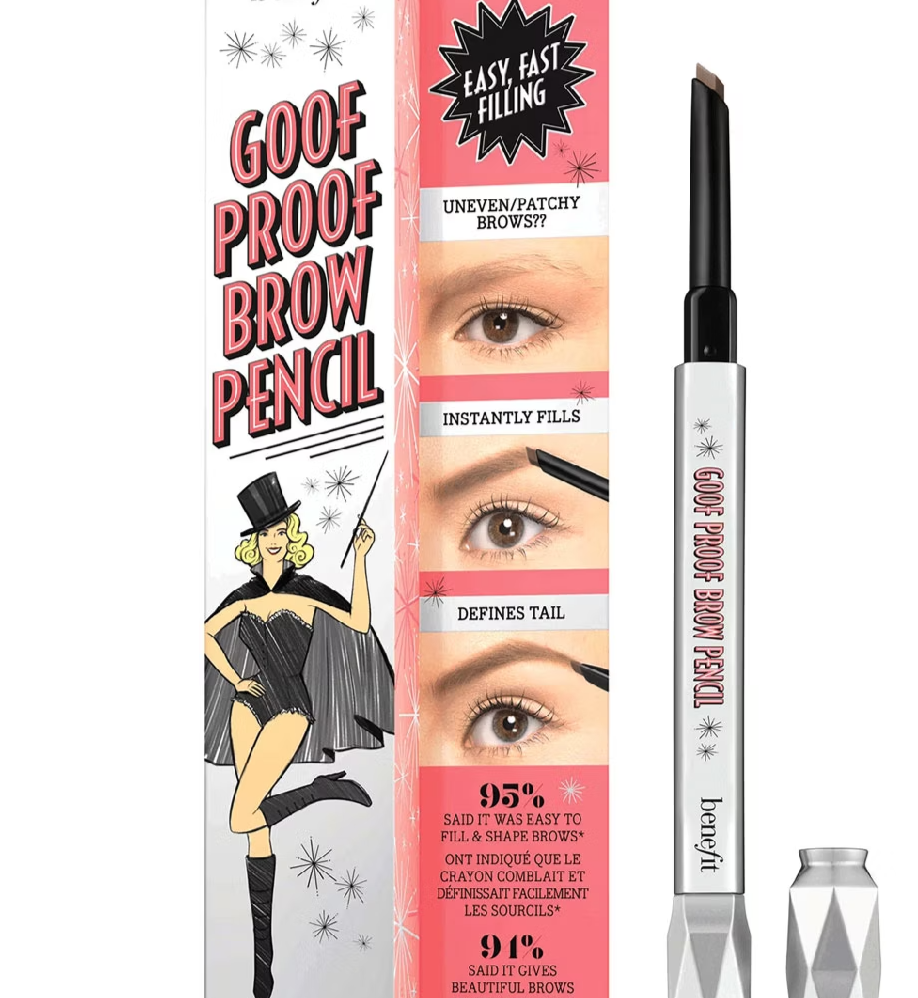 GOOF
PROOF
BROW
PENCIL
EASY, FAST
FILLING
UNEVEN/PATCHY
BROWS??
INSTANTLY FILLS
DEFINES TAIL
95%
SAID IT WAS EASY TO
FILL & SHAPE BROWS*
ONT INDIQUÉ QUE LE
CRAYON COMBLAIT ET
DÉFINISSAIT FACILEMENT
LES SOURCILS*
91%
SAID IT GIVES
BEAUTIFUL BROWS
GOOF PROOF BROW PENCIL
benefit